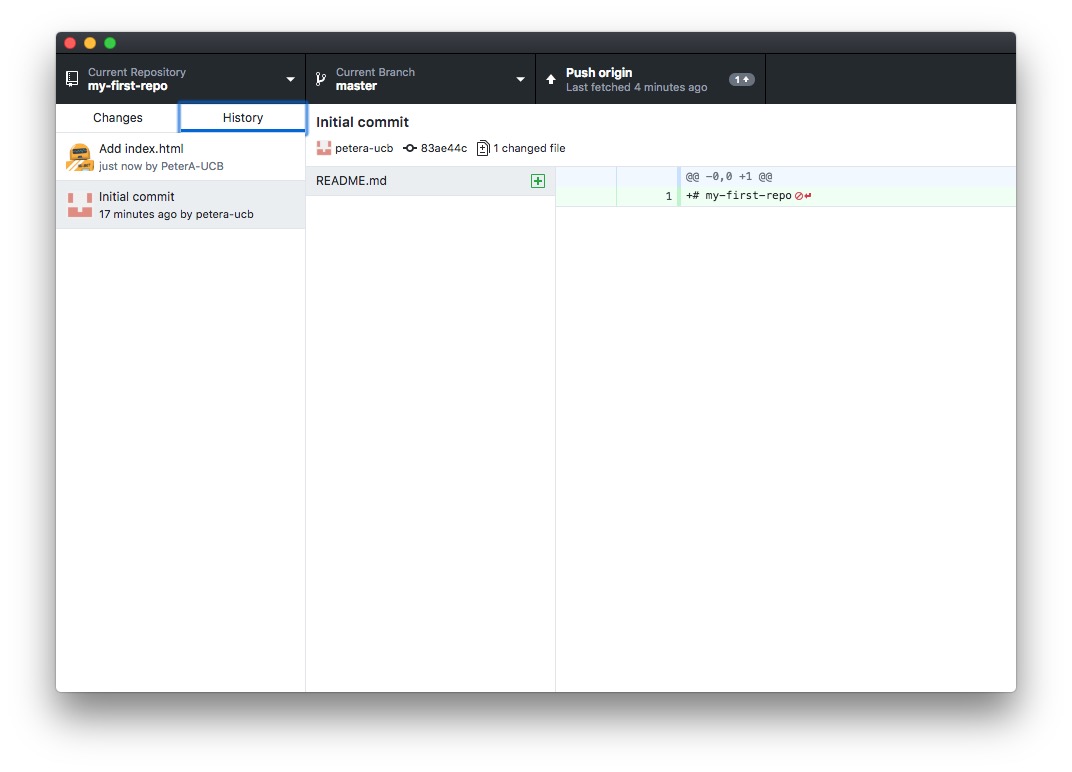 Current Repository
my-first-repo
Current Branch
master
Push origin
Last fetched 4 minutes ago
1
Changes
History
Add index.html
just now by PeterA-UCB
Initial commit
17 minutes ago by petera-ucb
Initial commit
petera-ucb
83ae44c
1 changed file
README.md
@@ -0,0 +1 @@
1
+# my-first-repo